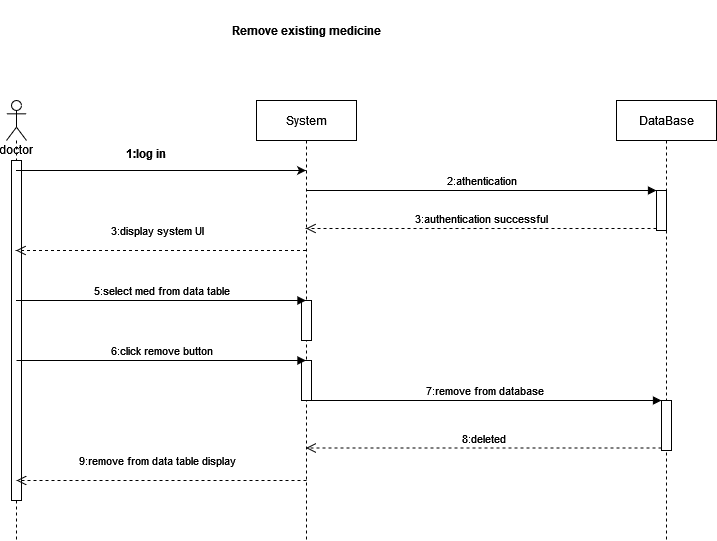 Remove existing medicine
System
DataBase
doctor
1:log in
2:athentication
3:authentication successful
3:display system UI
5:select med from data table
6:click remove button
7:remove from database
8:deleted
9:remove from data table display